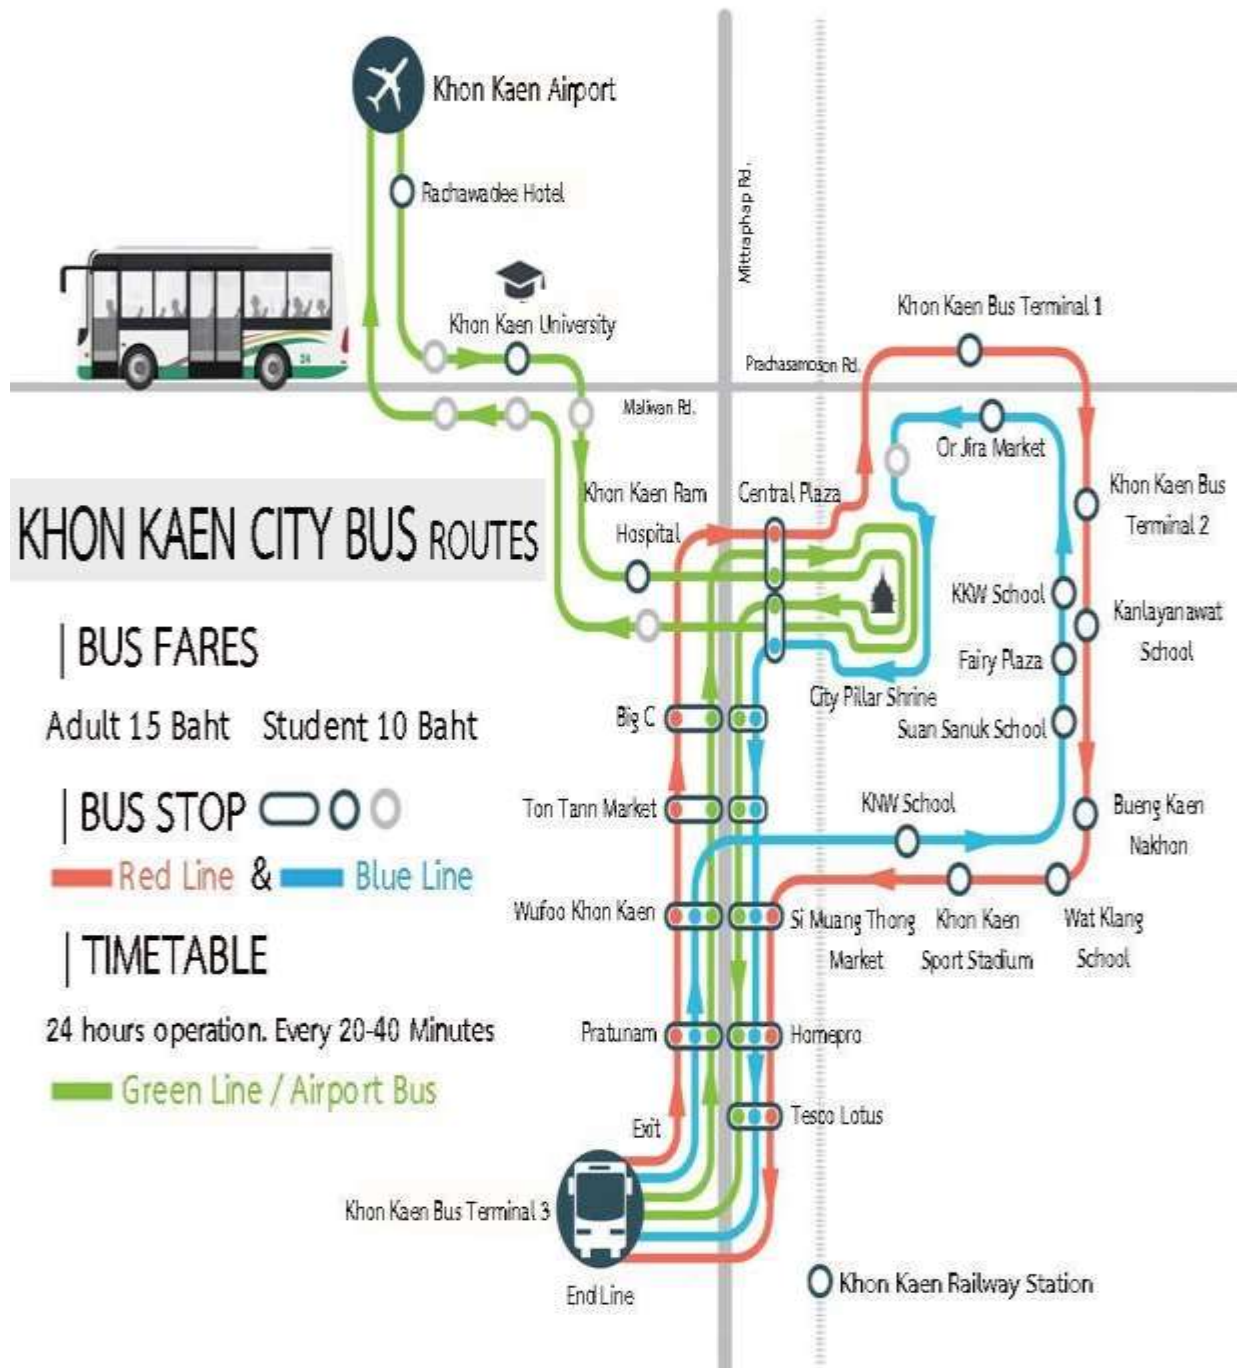 Khon Kaen Airport
Rachawadee Hotel
Mittraphap Rd.
Khon Kaen University
Khon Kaen Bus Terminal 1
Prachasamoson Rd.
Maliwan Rd.
Or Jira Market
Khon Kaen Ram
Hospital
Central Plaza
Khon Kaen Bus
Terminal 2
KHON KAEN CITY BUS ROUTES
KKW School
Kanlayanawat
School
Fairy Plaza
City Pillar Shrine
Suan Sanuk School
| BUS FARES
Adult 15 Baht Student 10 Baht
Big C
| BUS STOP
Ton Tann Market
KNW School
Bueng Kaen
Nakhon
Red Line & Blue Line
Wufoo Khon Kaen
Si Muang Thong
Market
Khon Kaen
Sport Stadium
Wat Klang
School
| TIMETABLE
24 hours operation. Every 20-40 Minutes
Pratunam
Homepro
Green Line / Airport Bus
Tesco Lotus
Exit
Khon Kaen Bus Terminal 3
End Line
Khon Kaen Railway Station
24